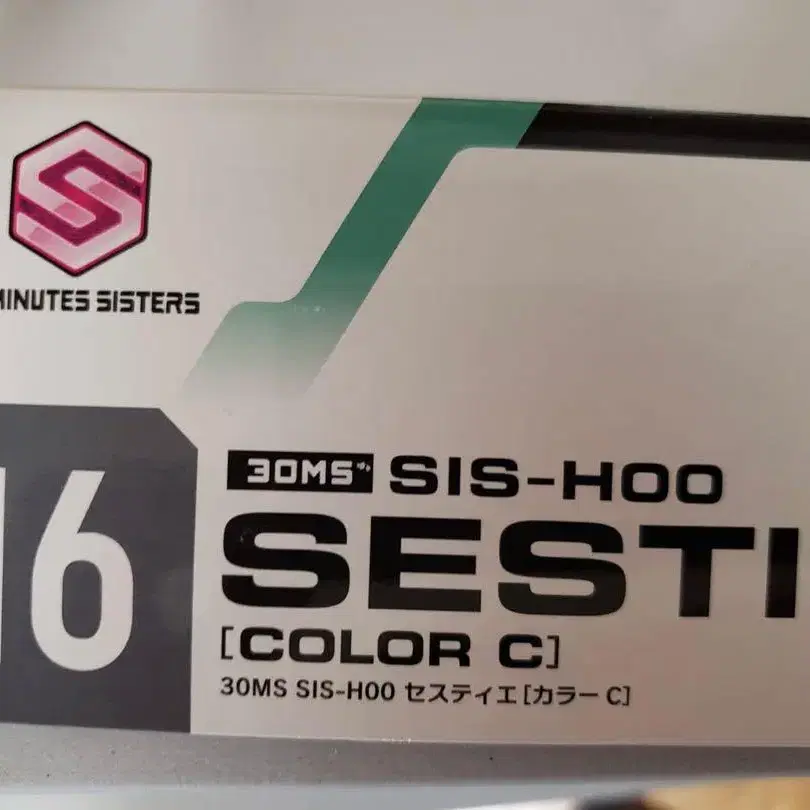 S
MINUTES SISTERS
16
30MS SIS-H00
SESTI
[COLOR C]
30MS SIS-H00 セスティエ[カラー C]